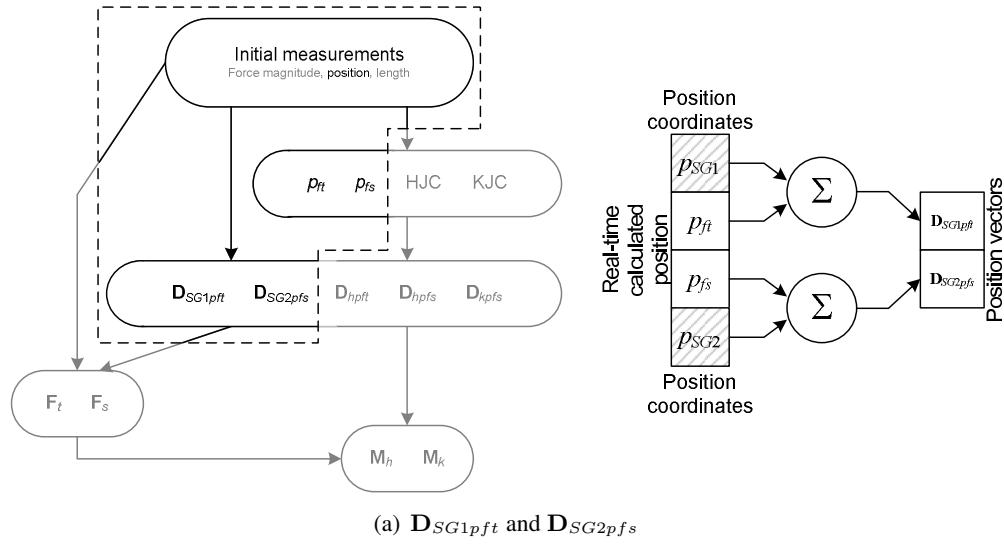 Initial measurements
Force magnitude, position, length
p_ft p_fs HJC KJC
D_SG1pft D_SG2pfs D_hpft D_hpfs D_kpfs
F_t F_s
M_h M_k
Position
coordinates
Real-time
calculated
position
p_SG1
p_ft
p_fs
p_SG2
Σ
Σ
D_SG1pft
D_SG2pfs
Position vectors
Position
coordinates
(a) D_SG1pft and D_SG2pfs